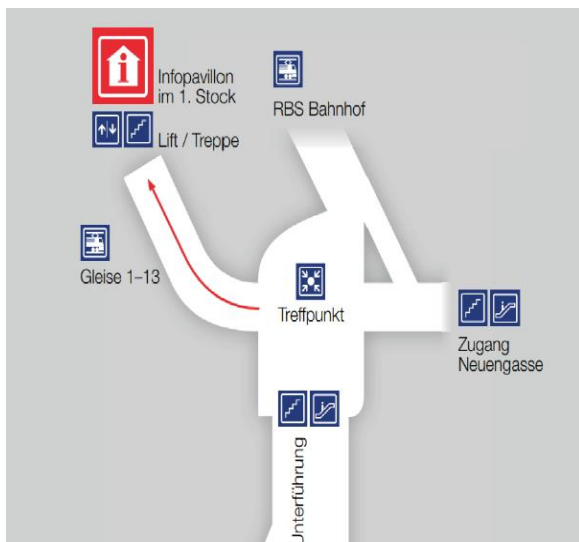 Infopavillon
im 1. Stock
Lift / Treppe
RBS Bahnhof
Gleise 1–13
Treffpunkt
Zugang
Neuengasse
Unterführung